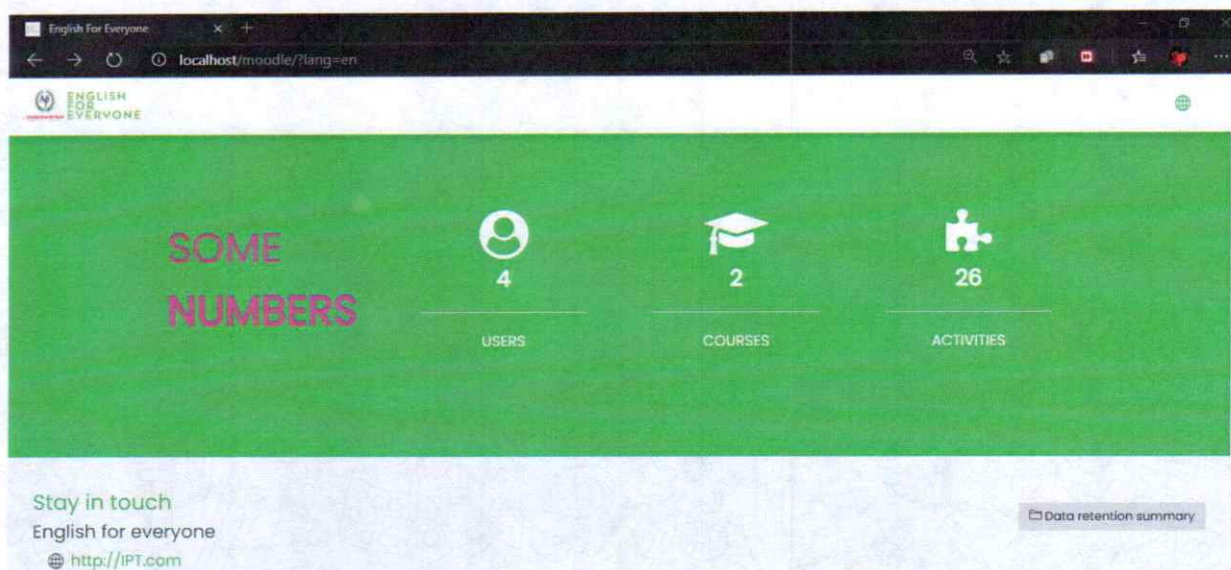 English For Everyone
localhost/moodle/?lang=en
ENGLISH
FOR
EVERYONE
SOME
NUMBERS
4
USERS
2
COURSES
26
ACTIVITIES
Stay in touch
English for everyone
http://IPT.com
Data retention summary